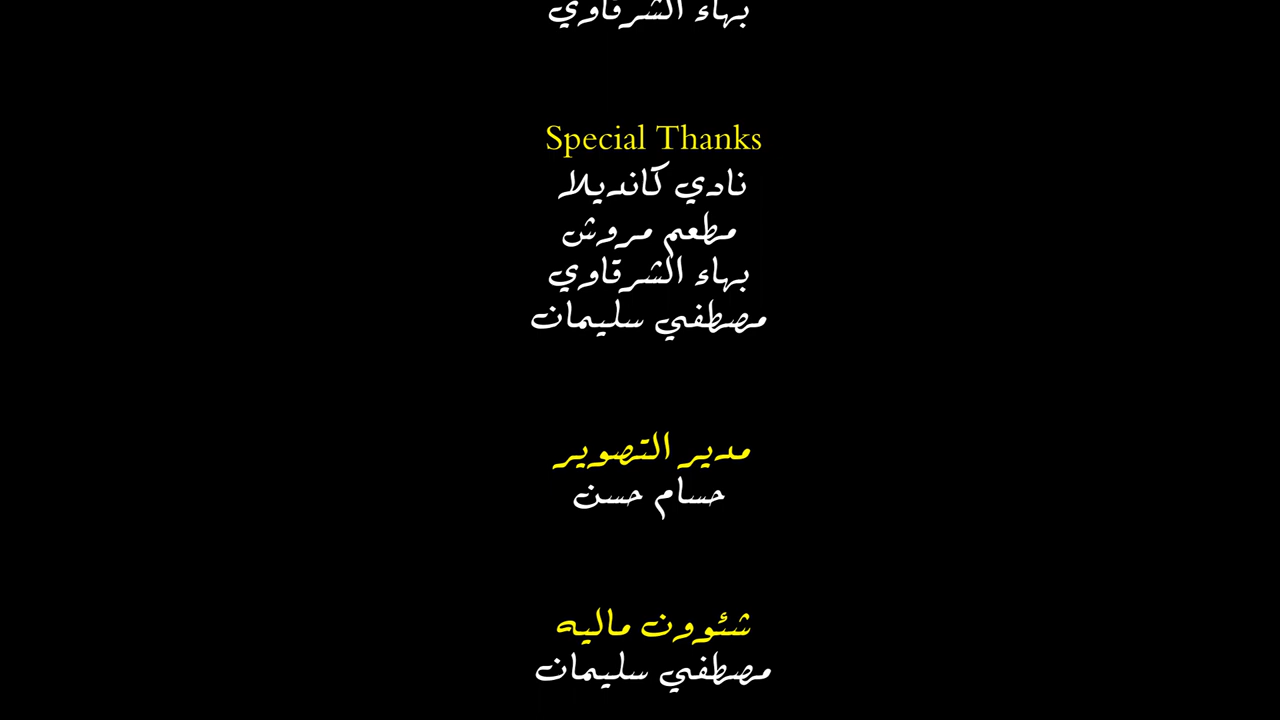 بهاء الشرقاوي
Special Thanks
نادي كانديلا
مطعم مروش
بهاء الشرقاوي
مصطفي سليمان
مدير التصوير
حسام حسن
شئوون ماليه
مصطفي سليمان